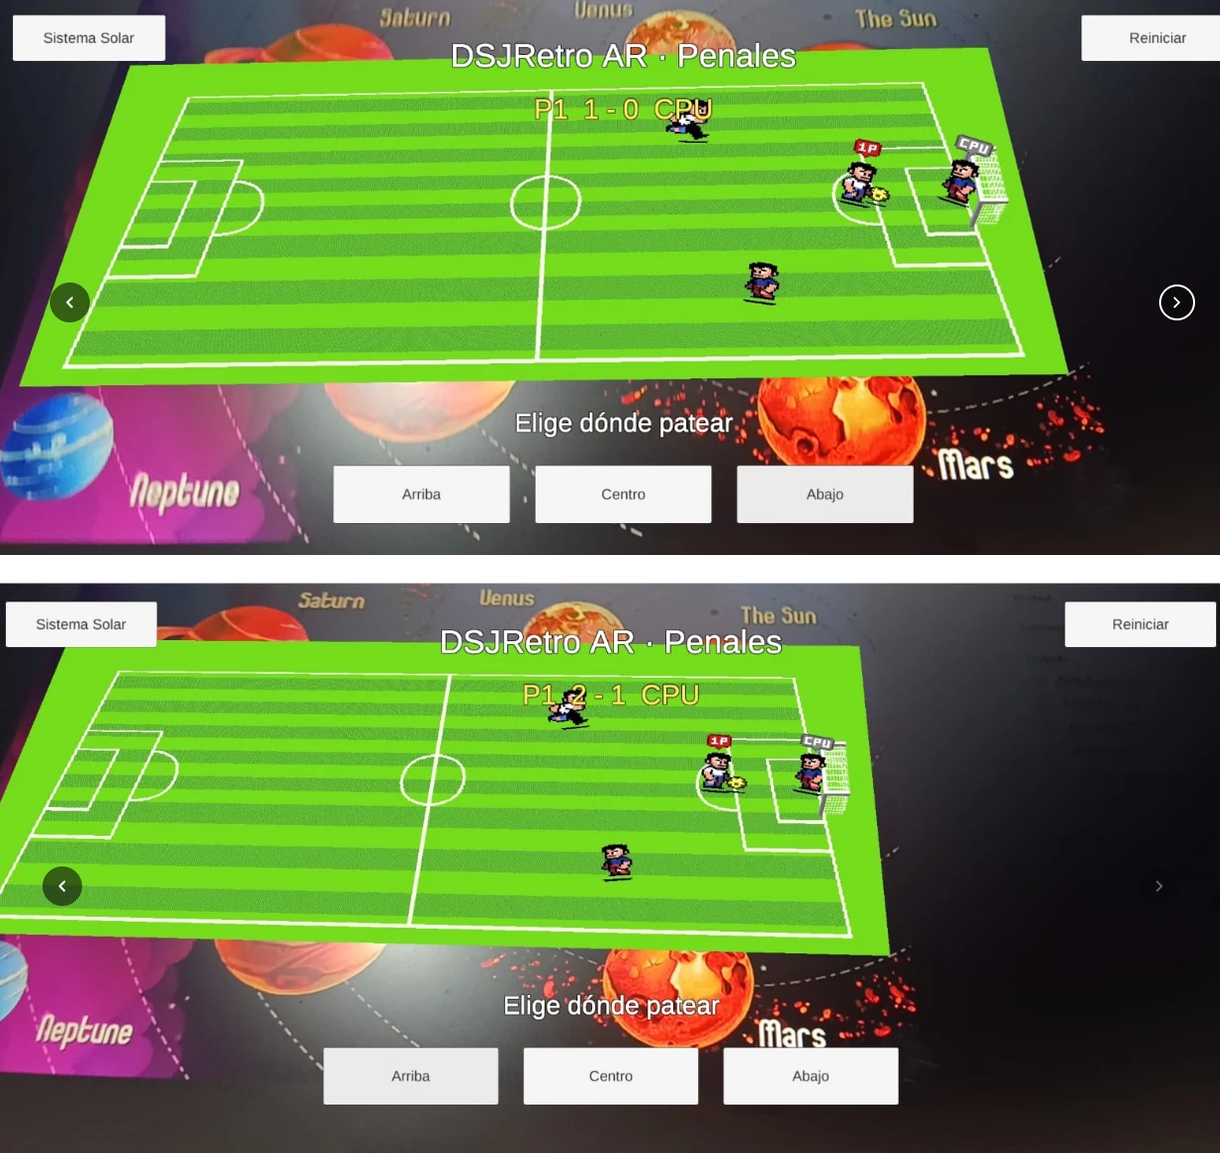 Saturn Venus The Sun
Sistema Solar
Reiniciar
DSJRetro AR · Penales
P1 1 - 0 CPU
1P
CPU
Elige dónde patear
Mars
Neptune
Arriba Centro Abajo
Saturn Venus The Sun
Sistema Solar
Reiniciar
DSJRetro AR · Penales
P1 2 - 1 CPU
1P
CPU
Elige dónde patear
Neptune
Mars
Arriba Centro Abajo